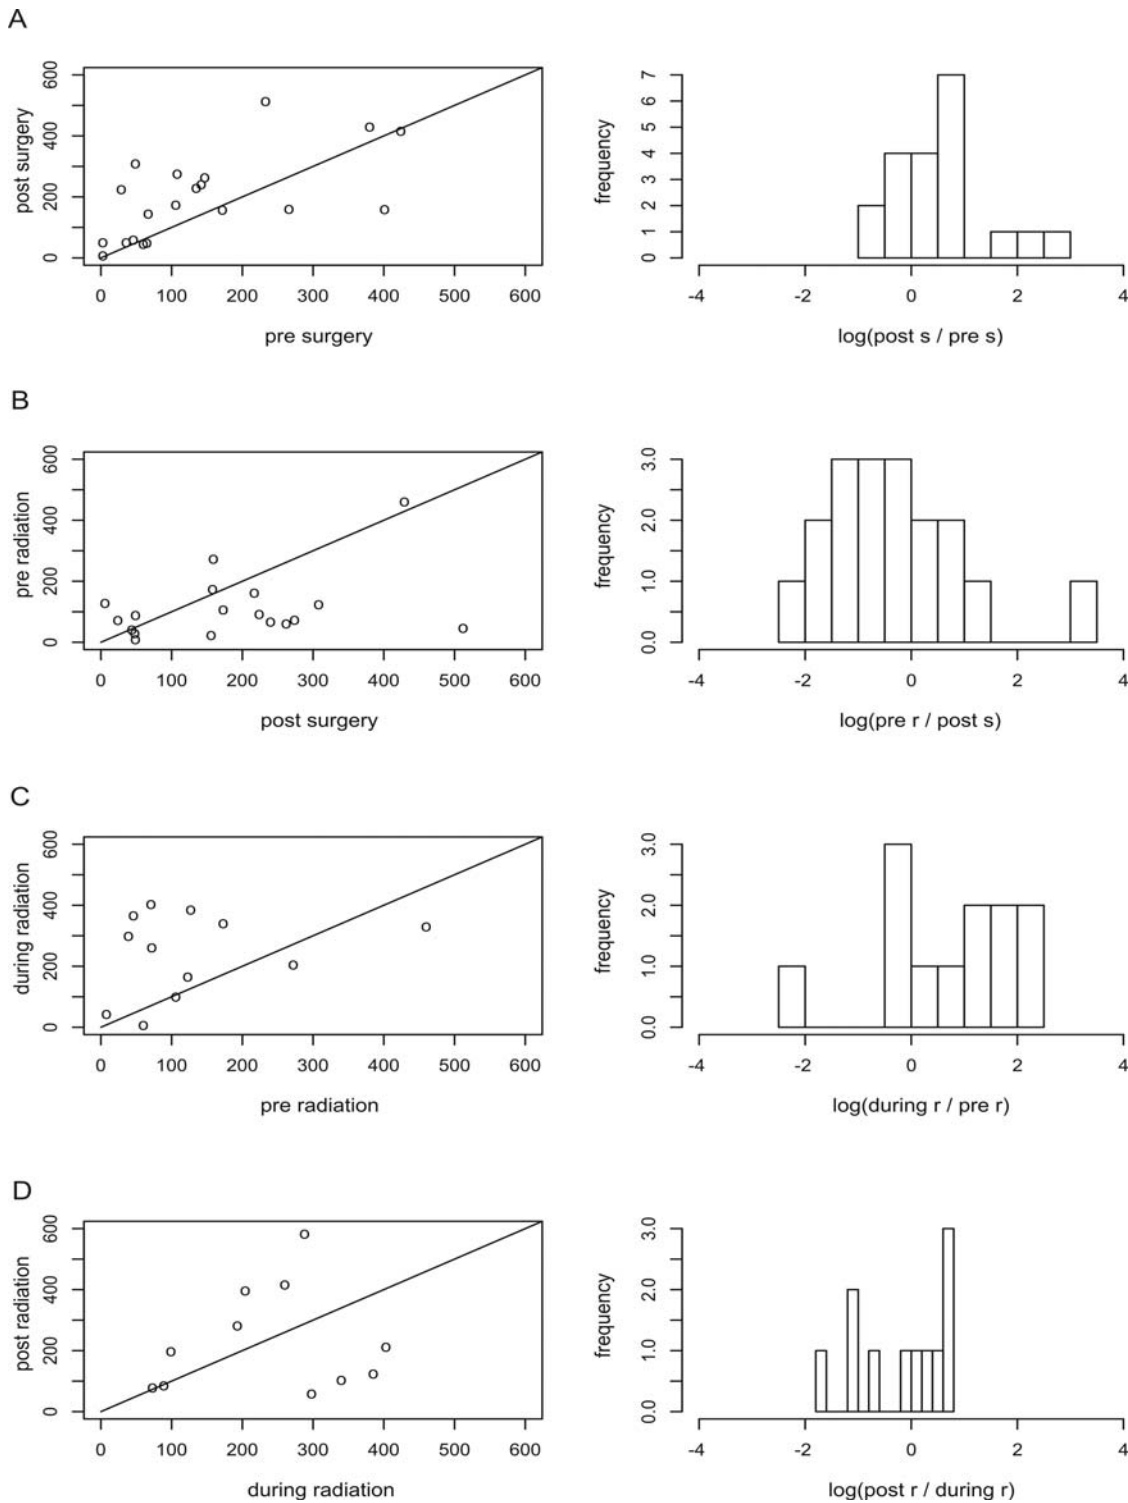 A
600
400
200
0
post surgery
0 100 200 300 400 500 600
pre surgery
7
6
5
4
3
2
1
0
frequency
-4 -2 0 2 4
log(post s / pre s)
B
600
400
200
0
pre radiation
0 100 200 300 400 500 600
post surgery
3.0
2.0
1.0
0.0
frequency
-4 -2 0 2 4
log(pre r / post s)
C
600
400
200
0
during radiation
0 100 200 300 400 500 600
pre radiation
3.0
2.0
1.0
0.0
frequency
-4 -2 0 2 4
log(during r / pre r)
D
600
400
200
0
post radiation
0 100 200 300 400 500 600
during radiation
3.0
2.0
1.0
0.0
frequency
-4 -2 0 2 4
log(post r / during r)